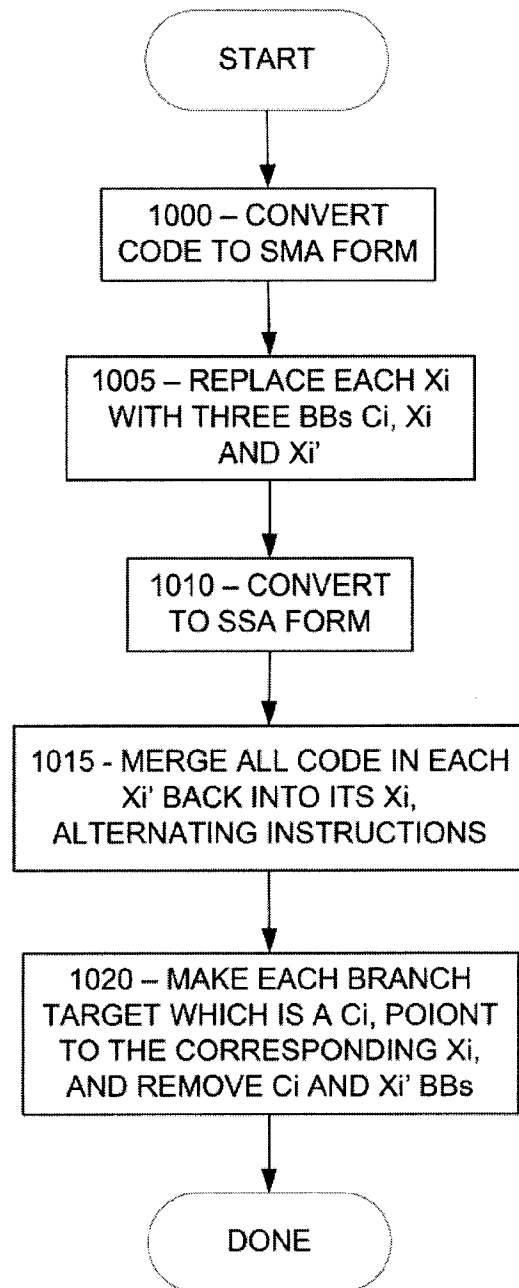 START
1000 – CONVERT
CODE TO SMA FORM
1005 – REPLACE EACH Xi
WITH THREE BBs Ci, Xi
AND Xi'
1010 – CONVERT
TO SSA FORM
1015 - MERGE ALL CODE IN EACH
Xi' BACK INTO ITS Xi,
ALTERNATING INSTRUCTIONS
1020 – MAKE EACH BRANCH
TARGET WHICH IS A Ci, POIONT
TO THE CORRESPONDING Xi,
AND REMOVE Ci AND Xi' BBs
DONE